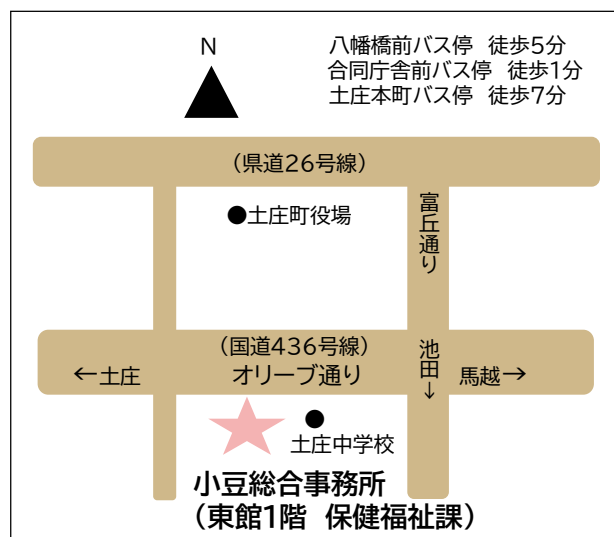 N
八幡橋前バス停 徒歩5分
合同庁舎前バス停 徒歩1分
土庄本町バス停 徒歩7分
(県道26号線)
●土庄町役場
富丘通り
(国道436号線)
オリーブ通り
←土庄
池田→
馬越→
土庄中学校
小豆総合事務所
(東館1階 保健福祉課)